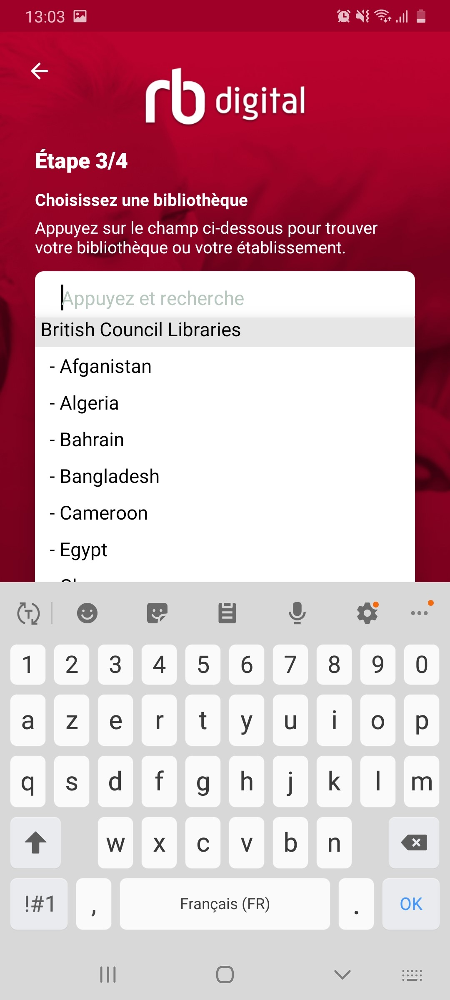 13:03
rb digital
Étape 3/4
Choisissez une bibliothèque
Appuyez sur le champ ci-dessous pour trouver
votre bibliothèque ou votre établissement.
Appuyez et recherche
British Council Libraries
- Afganistan
- Algeria
- Bahrain
- Bangladesh
- Cameroon
- Egypt
T
1 2 3 4 5 6 7 8 9 0
a z e r t y u i o p
q s d f g h j k l m
w x c v b n
!#1 , Français (FR) . OK